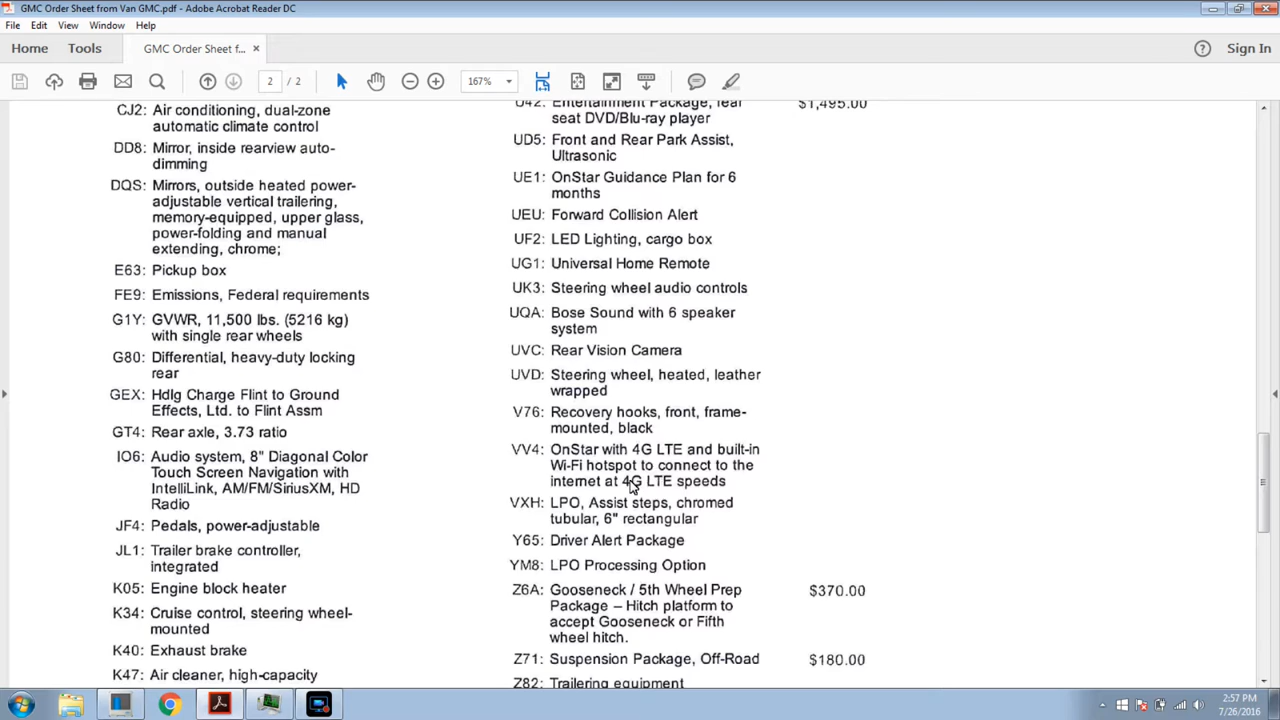 GMC Order Sheet from Van GMC.pdf - Adobe Acrobat Reader DC
File Edit View Window Help
Home Tools GMC Order Sheet f... × ? Sign In
2 / 2 167%
CJ2: Air conditioning, dual-zone
automatic climate control
DD8: Mirror, inside rearview auto-
dimming
DQS: Mirrors, outside heated power-
adjustable vertical trailering,
memory-equipped, upper glass,
power-folding and manual
extending, chrome;
E63: Pickup box
FE9: Emissions, Federal requirements
G1Y: GVWR, 11,500 lbs. (5216 kg)
with single rear wheels
G80: Differential, heavy-duty locking
rear
GEX: Hdlg Charge Flint to Ground
Effects, Ltd. to Flint Assm
GT4: Rear axle, 3.73 ratio
IO6: Audio system, 8" Diagonal Color
Touch Screen Navigation with
IntelliLink, AM/FM/SiriusXM, HD
Radio
JF4: Pedals, power-adjustable
JL1: Trailer brake controller,
integrated
K05: Engine block heater
K34: Cruise control, steering wheel-
mounted
K40: Exhaust brake
K47: Air cleaner, high-capacity
U42: Entertainment Package, rear $1,495.00
seat DVD/Blu-ray player
UD5: Front and Rear Park Assist,
Ultrasonic
UE1: OnStar Guidance Plan for 6
months
UEU: Forward Collision Alert
UF2: LED Lighting, cargo box
UG1: Universal Home Remote
UK3: Steering wheel audio controls
UQA: Bose Sound with 6 speaker
system
UVC: Rear Vision Camera
UVD: Steering wheel, heated, leather
wrapped
V76: Recovery hooks, front, frame-
mounted, black
VV4: OnStar with 4G LTE and built-in
Wi-Fi hotspot to connect to the
internet at 4G LTE speeds
VXH: LPO, Assist steps, chromed
tubular, 6" rectangular
Y65: Driver Alert Package
YM8: LPO Processing Option
Z6A: Gooseneck / 5th Wheel Prep $370.00
Package – Hitch platform to
accept Gooseneck or Fifth
wheel hitch.
Z71: Suspension Package, Off-Road $180.00
Z82: Trailering equipment
2:57 PM
7/26/2016